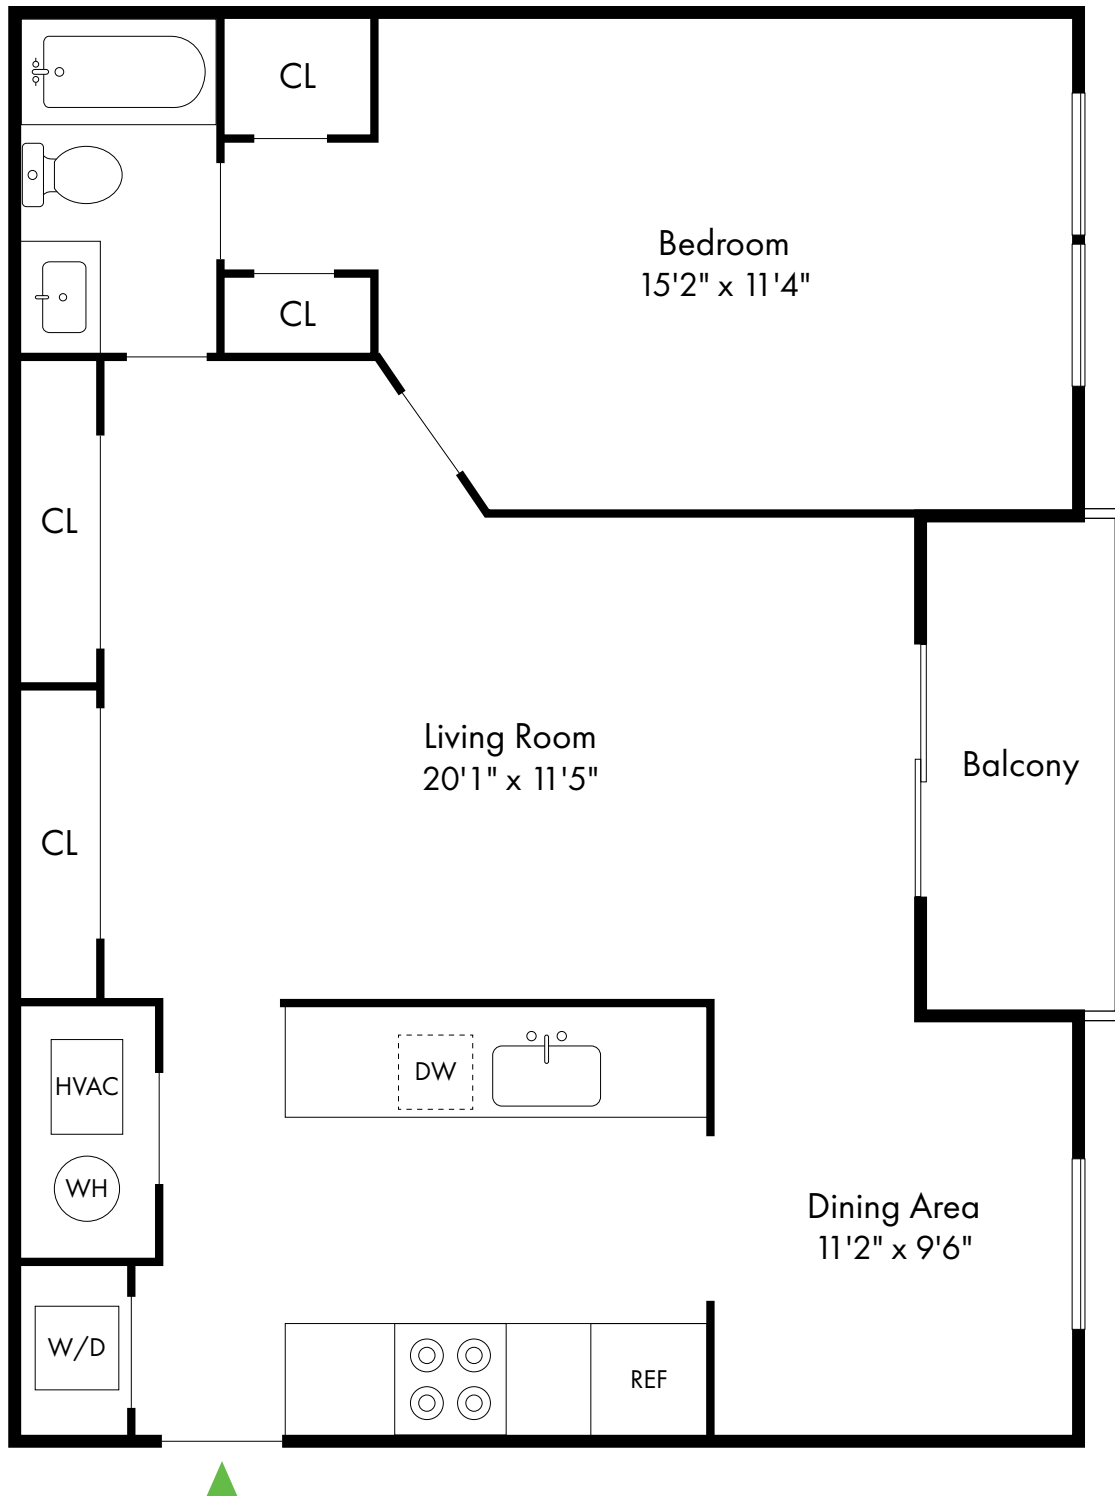 CL
Bedroom
15'2" x 11'4"
CL
CL
Living Room
20'1" x 11'5"
Balcony
CL
DW
HVAC
WH
Dining Area
11'2" x 9'6"
W/D
REF